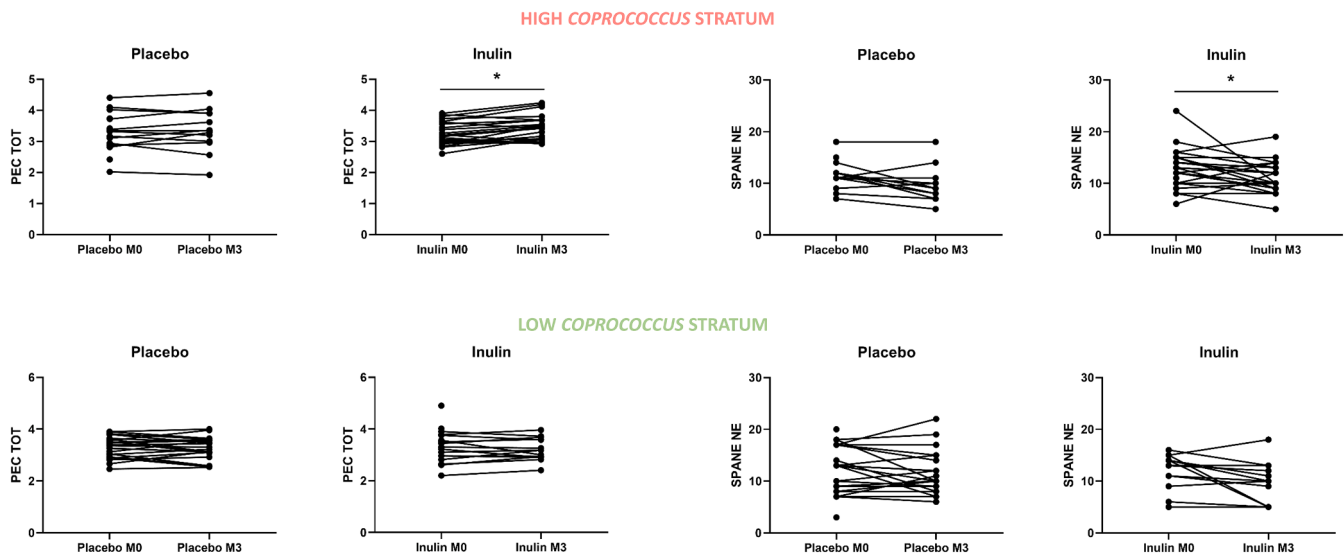 HIGH COPROCOCCUS STRATUM
Placebo
PEC TOT
5
4
3
2
1
0
Placebo M0 Placebo M3
Inulin
PEC TOT
5
4
3
2
1
0
*
Inulin M0 Inulin M3
Placebo
SPANE NE
30
20
10
0
Placebo M0 Placebo M3
Inulin
SPANE NE
30
20
10
0
*
Inulin M0 Inulin M3
LOW COPROCOCCUS STRATUM
Placebo
PEC TOT
6
4
2
0
Placebo M0 Placebo M3
Inulin
PEC TOT
6
4
2
0
Inulin M0 Inulin M3
Placebo
SPANE NE
30
20
10
0
Placebo M0 Placebo M3
Inulin
SPANE NE
30
20
10
0
Inulin M0 Inulin M3